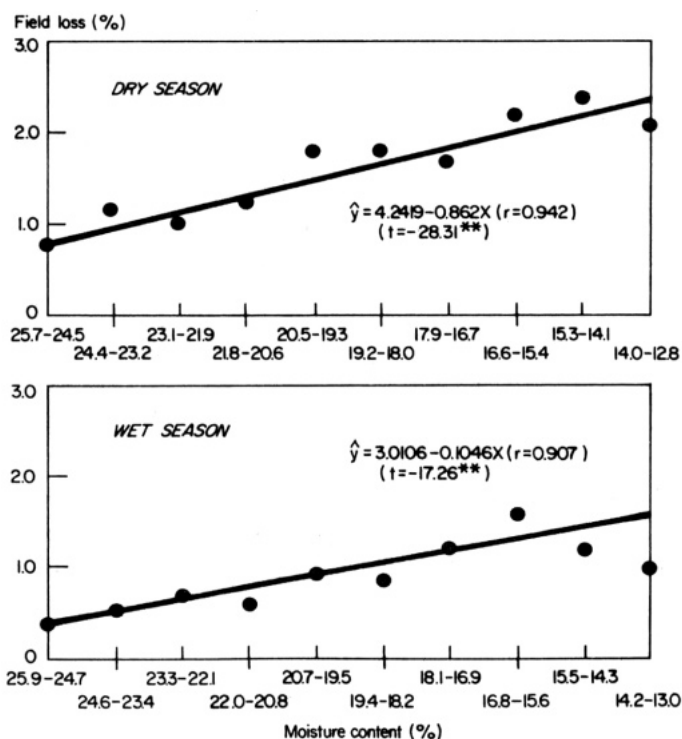 Field loss (%)
3.0
DRY SEASON
2.0
1.0
ŷ=4.2419-0.862X (r=0.942)
(t=-28.31**)
0
25.7-24.5 23.1-21.9 20.5-19.3 17.9-16.7 15.3-14.1
24.4-23.2 21.8-20.6 19.2-18.0 16.6-15.4 14.0-12.8
3.0
WET SEASON
ŷ=3.0106-0.1046X (r=0.907)
(t=-17.26**)
2.0
1.0
0
25.9-24.7 23.3-22.1 20.7-19.5 18.1-16.9 15.5-14.3
24.6-23.4 22.0-20.8 19.4-18.2 16.8-15.6 14.2-13.0
Moisture content (%)